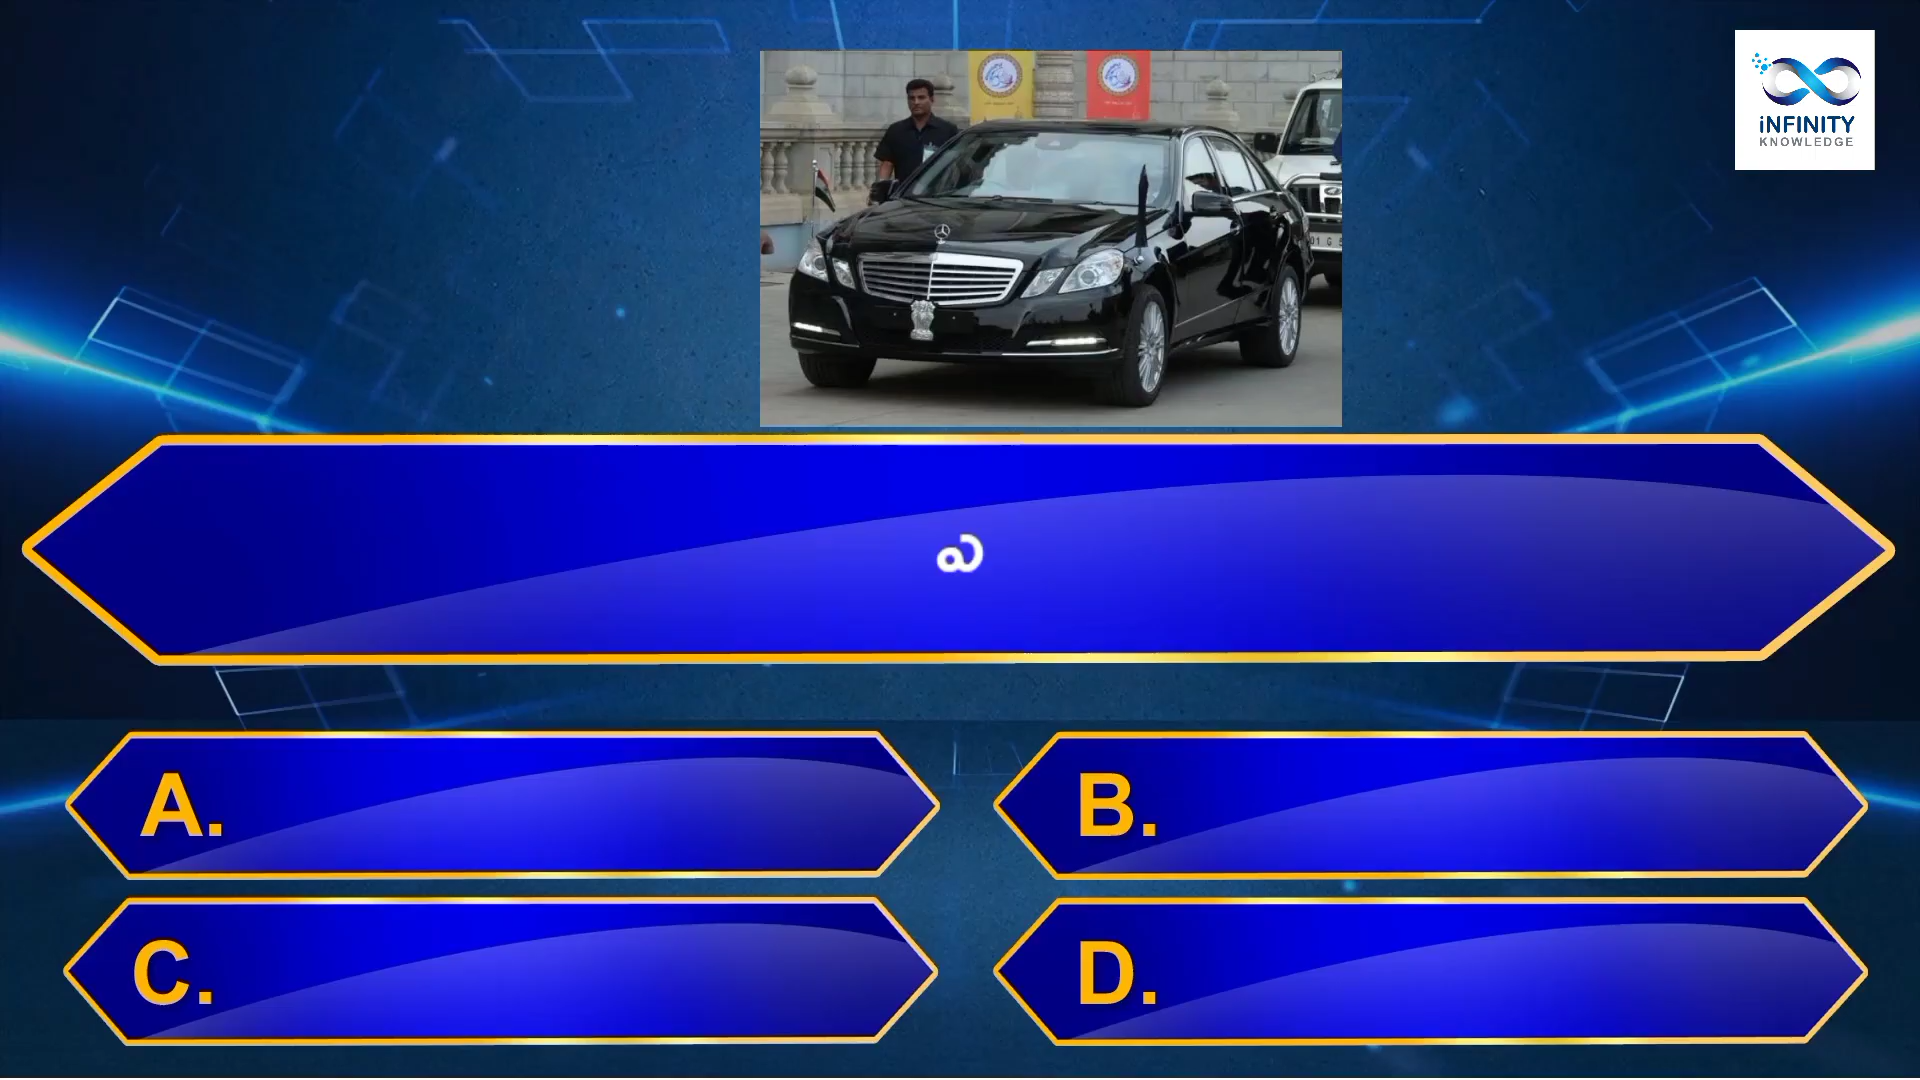 iNFINITY
KNOWLEDGE
ఎ
A.
B.
C.
D.